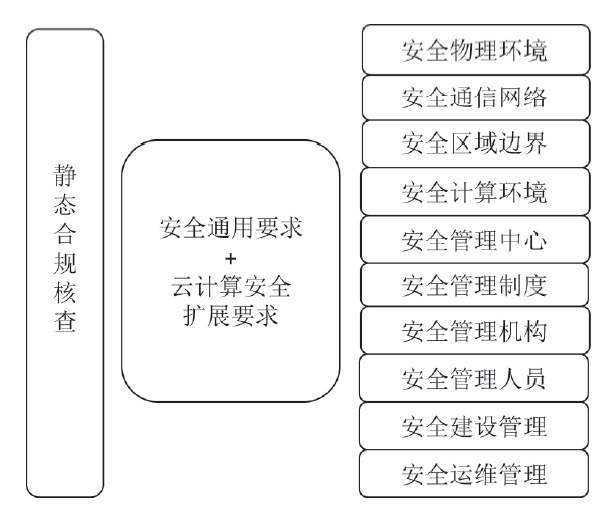 静态合规核查
安全通用要求
+
云计算安全
扩展要求
安全物理环境
安全通信网络
安全区域边界
安全计算环境
安全管理中心
安全管理制度
安全管理机构
安全管理人员
安全建设管理
安全运维管理